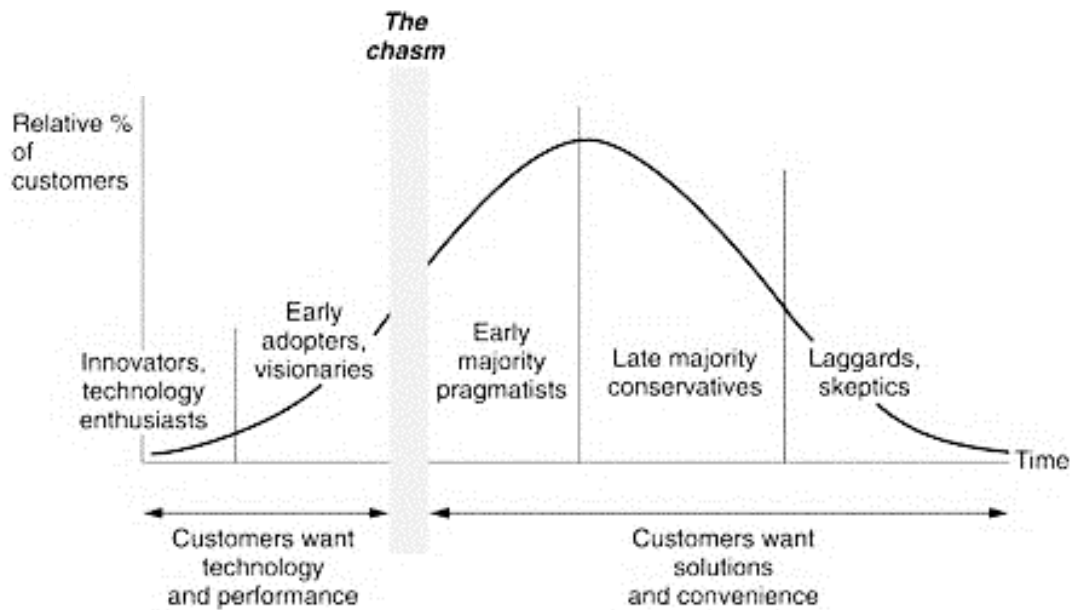 The
chasm
Relative %
of
customers
Innovators,
technology
enthusiasts
Early
adopters,
visionaries
Early
majority
pragmatists
Late majority
conservatives
Laggards,
skeptics
Time
Customers want
technology
and performance
Customers want
solutions
and convenience